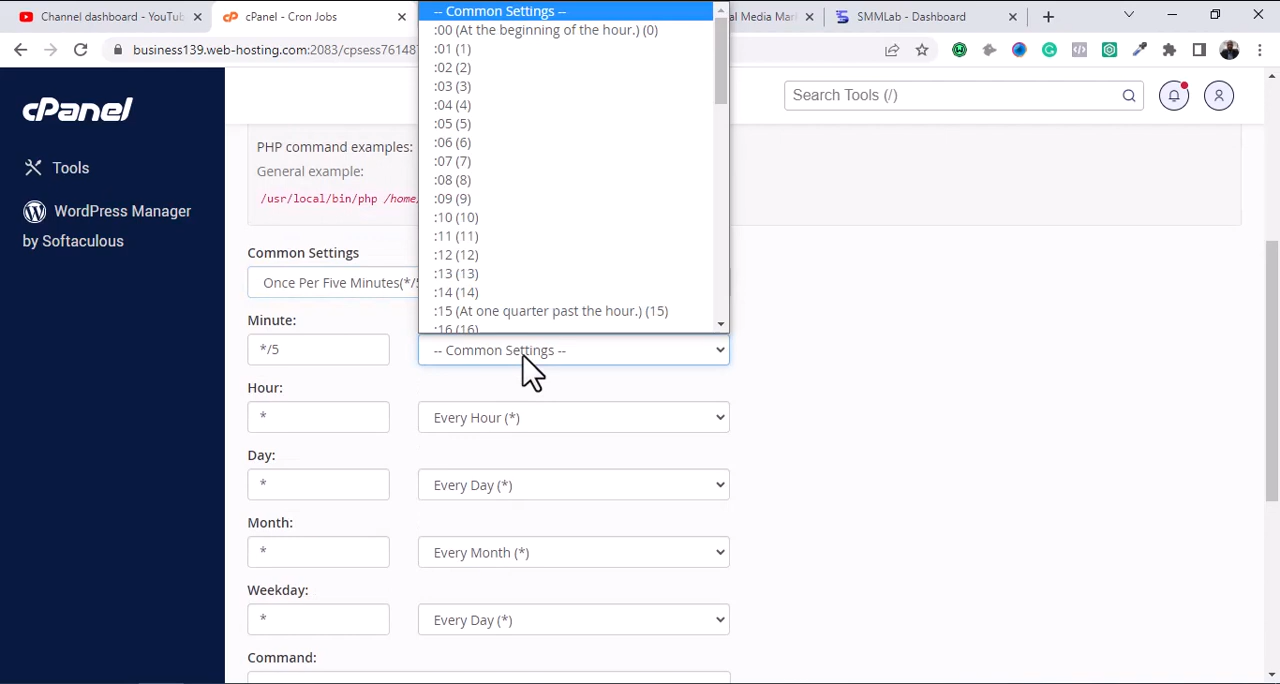 Channel dashboard - YouTu
cPanel - Cron Jobs
al Media Mar
SMMLab - Dashboard
business139.web-hosting.com:2083/cpsess76148
cPanel
Tools
WordPress Manager
by Softaculous
Search Tools (/)
PHP command examples:
General example:
/usr/local/bin/php /home/
-- Common Settings --
:00 (At the beginning of the hour.) (0)
:01 (1)
:02 (2)
:03 (3)
:04 (4)
:05 (5)
:06 (6)
:07 (7)
:08 (8)
:09 (9)
:10 (10)
:11 (11)
:12 (12)
:13 (13)
:14 (14)
:15 (At one quarter past the hour.) (15)
:16 (16)
Common Settings
Once Per Five Minutes(*/5
Minute:
*/5
-- Common Settings --
Hour:
*
Every Hour (*)
Day:
*
Every Day (*)
Month:
*
Every Month (*)
Weekday:
*
Every Day (*)
Command: